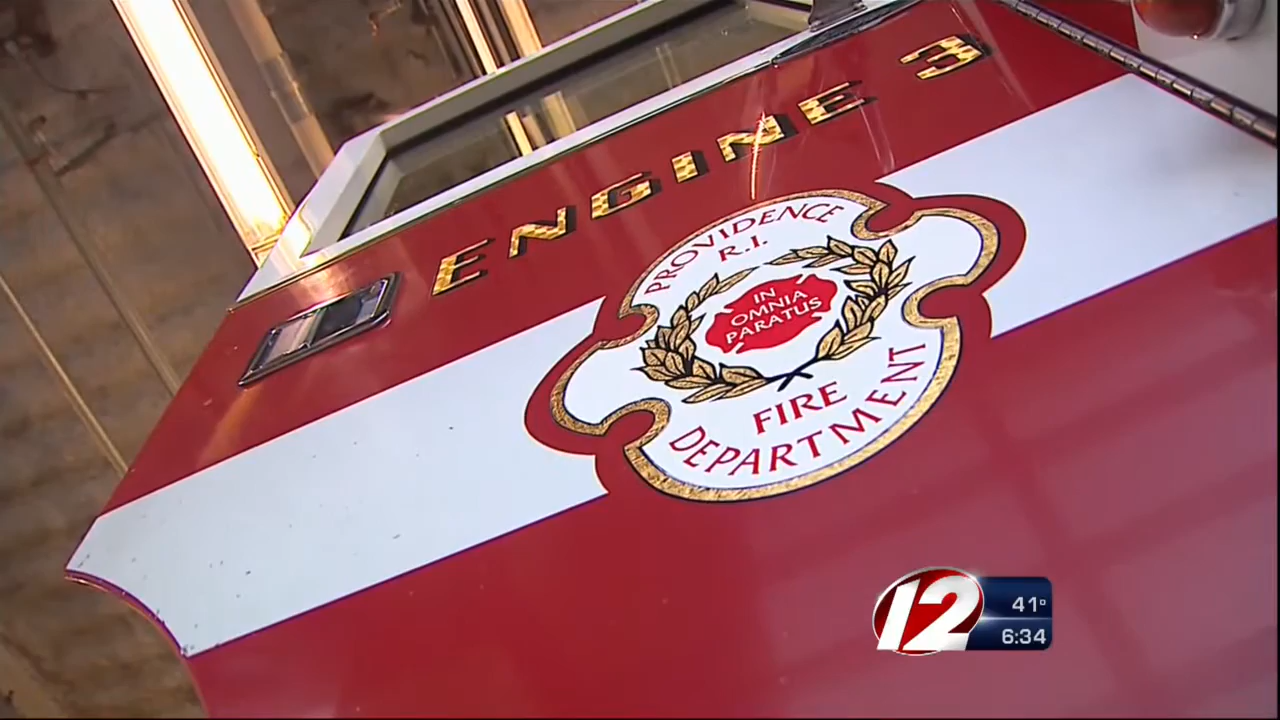 ENGINE 3
PROVIDENCE
R.I.
IN
OMNIA
PARATUS
FIRE
DEPARTMENT
12
41°
6:34